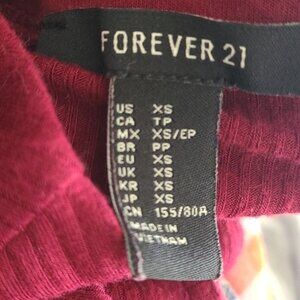 FOREVER 21
US XS
CA TP
MX XS/EP
BR PP
EU XS
UK XS
KR XS
JP XS
CN 155/80A
MADE IN
VIETNAM